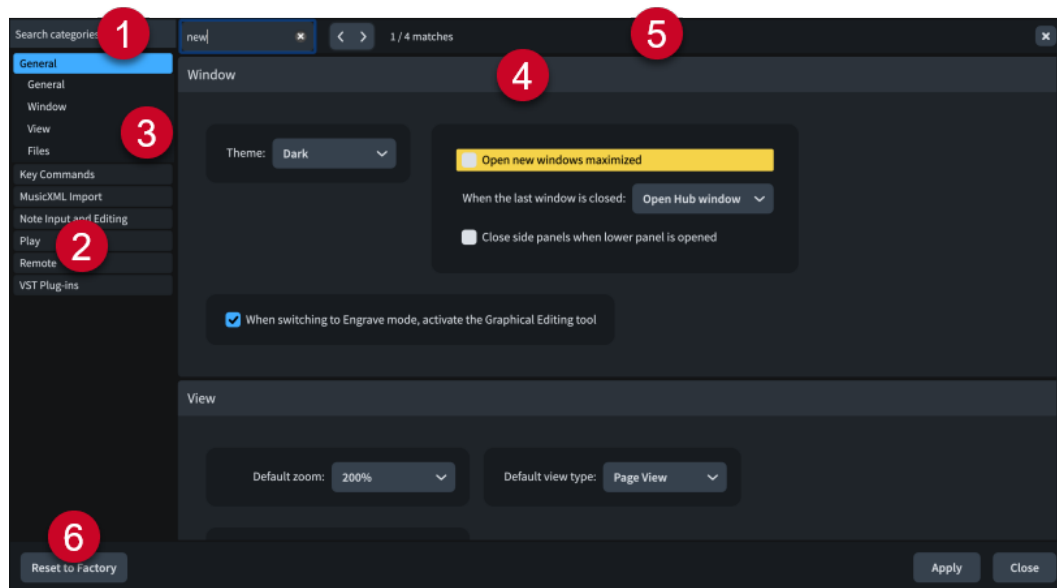 1
Search categories
new
1 / 4 matches
5
General
General
Window
View
Files
3
Key Commands
MusicXML Import
Note Input and Editing
Play
2
Remote
VST Plug-ins
Window
4
Theme:
Dark
Open new windows maximized
When the last window is closed:
Open Hub window
Close side panels when lower panel is opened
When switching to Engrave mode, activate the Graphical Editing tool
View
Default zoom:
200%
Default view type:
Page View
6
Reset to Factory
Apply
Close